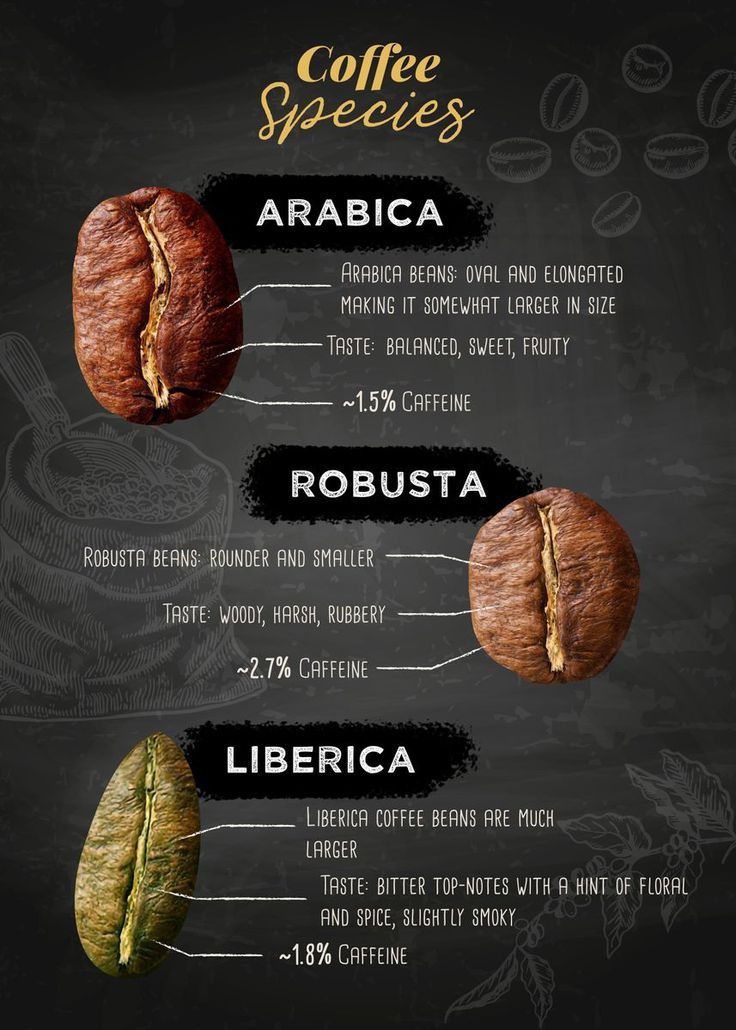 Coffee
Species
ARABICA
ARABICA BEANS: OVAL AND ELONGATED
MAKING IT SOMEWHAT LARGER IN SIZE
TASTE: BALANCED, SWEET, FRUITY
~1.5% CAFFEINE
ROBUSTA
ROBUSTA BEANS: ROUNDER AND SMALLER
TASTE: WOODY, HARSH, RUBBERY
~2.7% CAFFEINE
LIBERICA
LIBERICA COFFEE BEANS ARE MUCH
LARGER
TASTE: BITTER TOP-NOTES WITH A HINT OF FLORAL
AND SPICE, SLIGHTLY SMOKY
~1.8% CAFFEINE